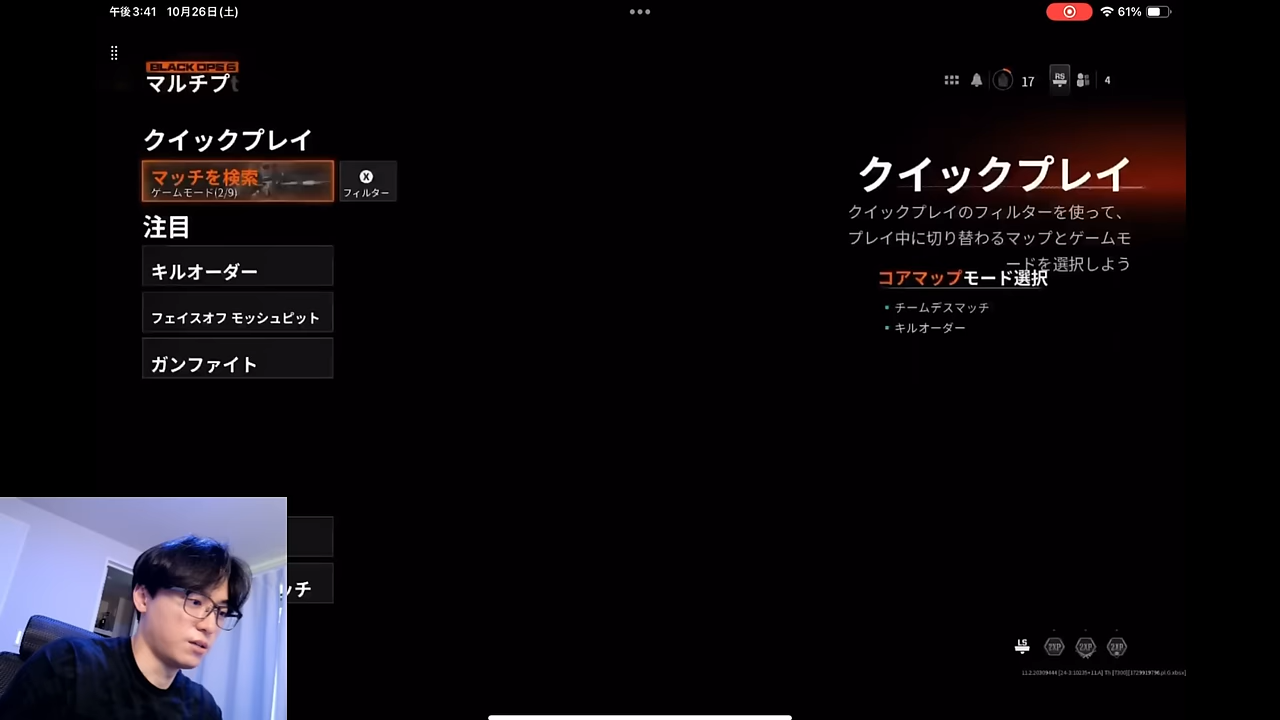 午後3:41 10月26日(土)
61%
BLACK OPS 6
マルチプ
17
RS
4
クイックプレイ
マッチを検索
ゲームモード(2/9)
X
フィルター
注目
キルオーダー
フェイスオフ モッシュピット
ガンファイト
ッチ
クイックプレイ
クイックプレイのフィルターを使って、
プレイ中に切り替わるマップとゲームモ
ードを選択しよう
コアマップモード選択
チームデスマッチ
キルオーダー
LS
2XP
2XP
2XP